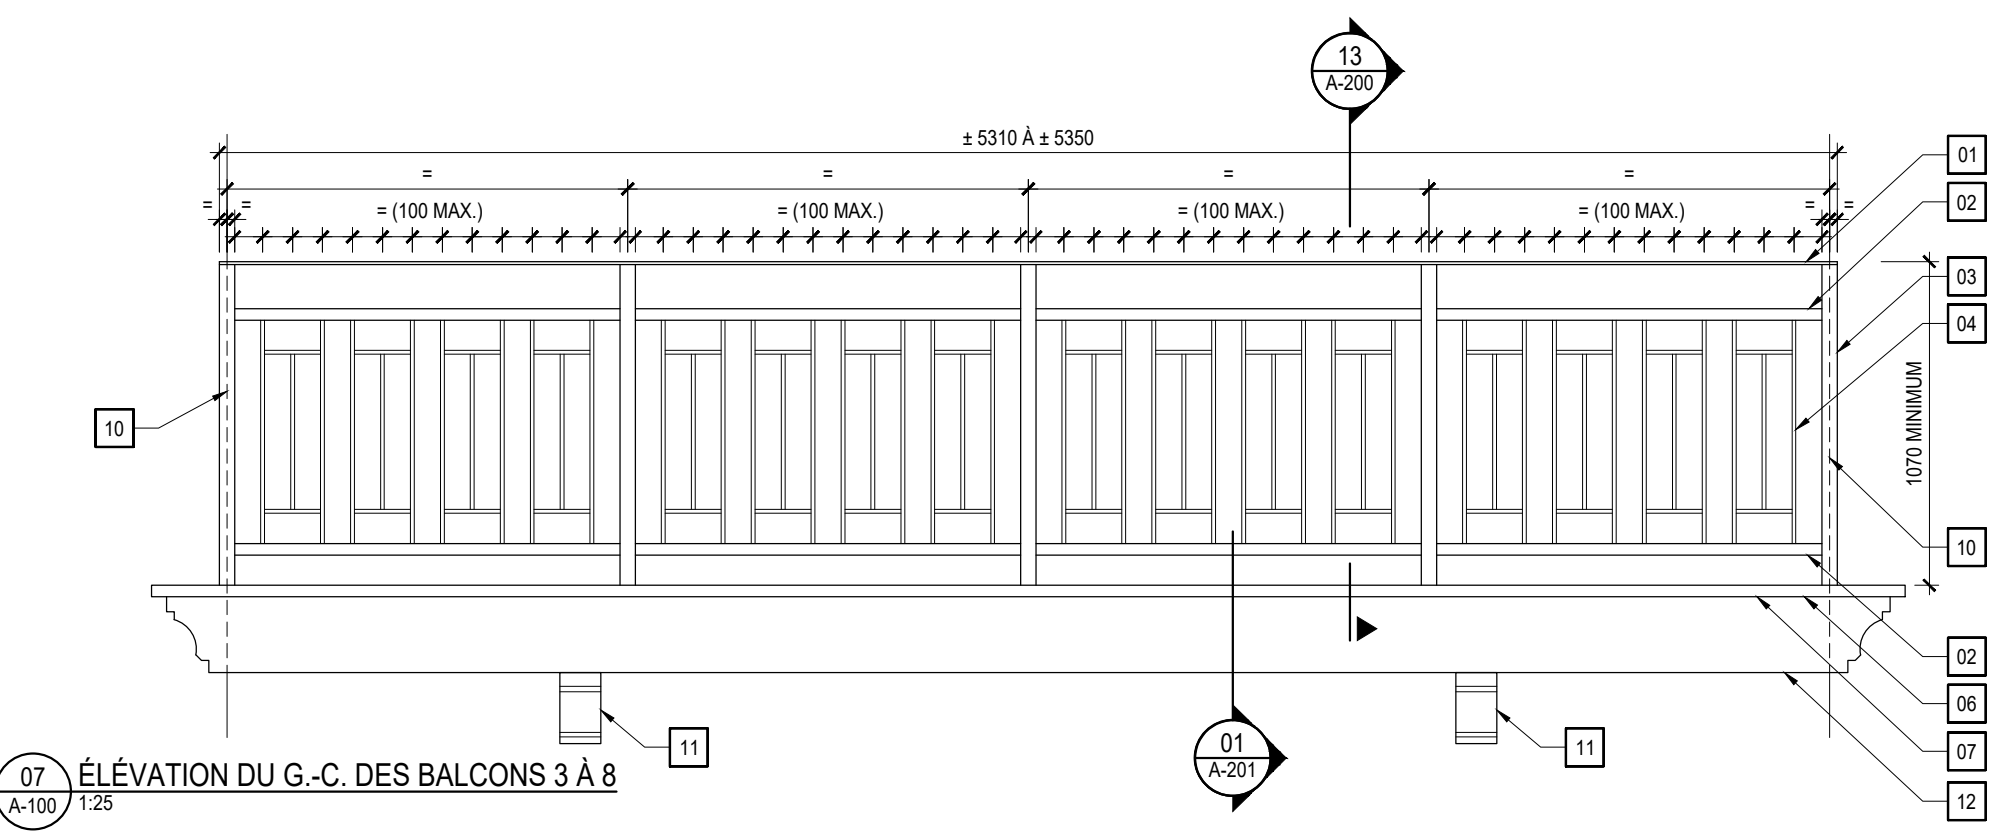 13
A-200
± 5310 À ± 5350
= = = =
= = = (100 MAX.) = (100 MAX.) = (100 MAX.) = (100 MAX.) = =
01
02
03
04
1070 MINIMUM
10
10
02
06
07
12
11
11
01
A-201
07
A-100
ÉLÉVATION DU G.-C. DES BALCONS 3 À 8
1:25